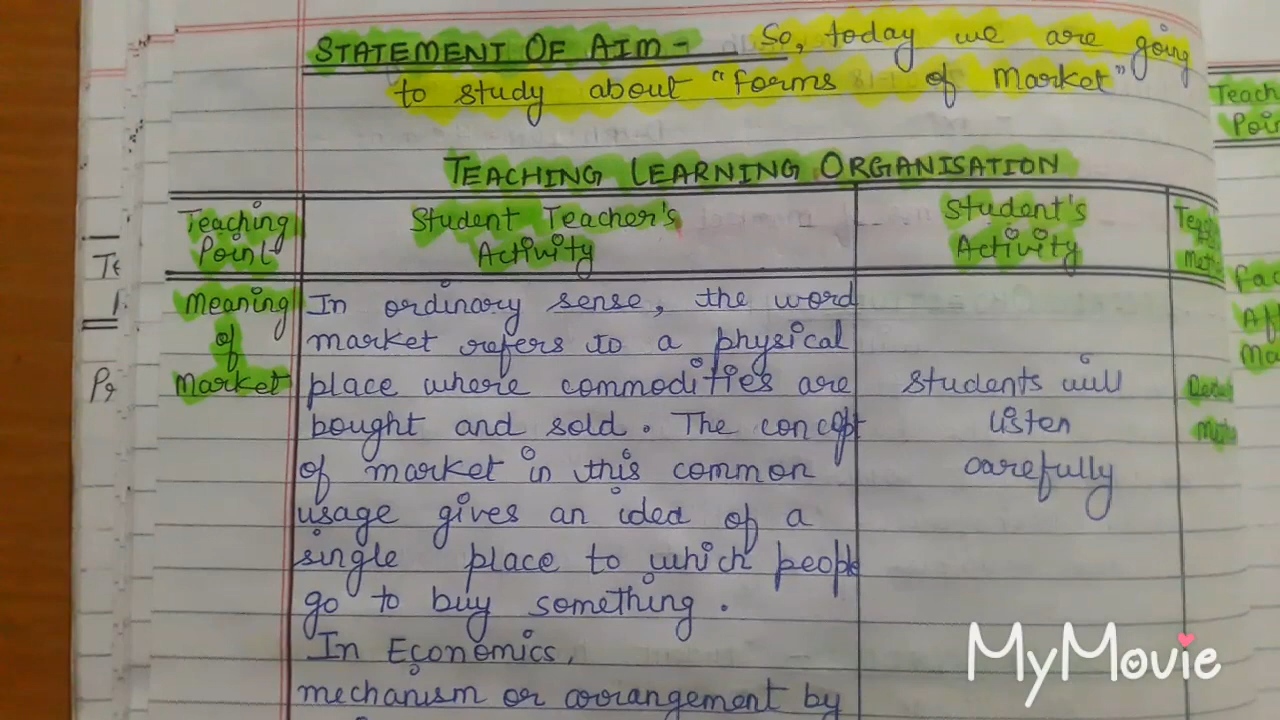 STATEMENT OF AIM - So, today we are going
to study about "forms of Market"
TEACHING LEARNING ORGANISATION
Teaching Point
Student Teacher's Activity
Student's Activity
Meaning of Market
In ordinary sense, the word
market refers to a physical
place where commodities are
bought and sold. The concept
of market in this common
usage gives an idea of a
single place to which people
go to buy something.
In Economics,
mechanism or arrangement by
Students will
listen
carefully
Teach
Poin
MyMovie